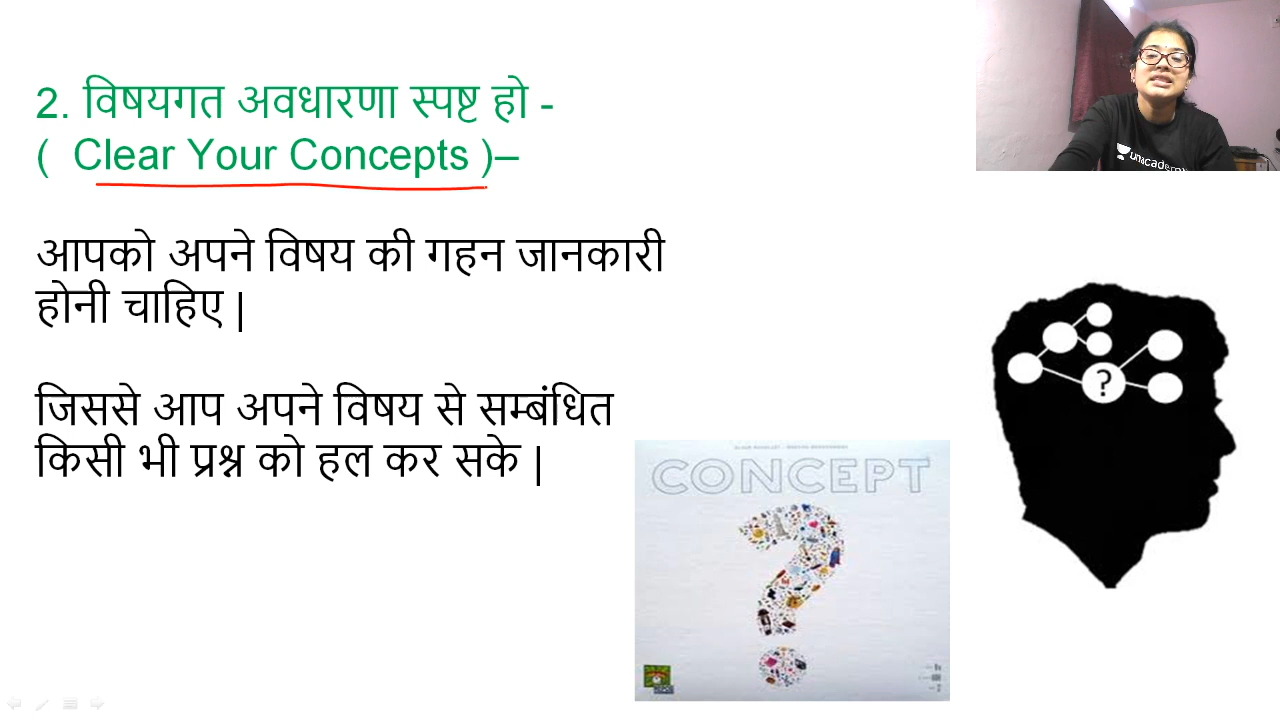 2. विषयगत अवधारणा स्पष्ट हो -
( Clear Your Concepts )–
आपको अपने विषय की गहन जानकारी
होनी चाहिए |
जिससे आप अपने विषय से सम्बंधित
किसी भी प्रश्न को हल कर सके |
unacademy
?
CONCEPT